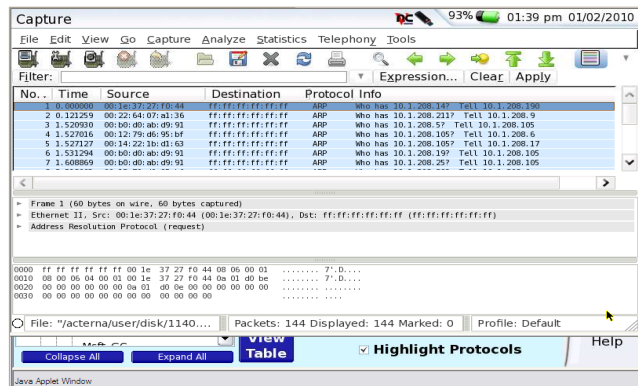 Capture 93% 01:39 pm 01/02/2010
File Edit View Go Capture Analyze Statistics Telephony Tools
Filter: Expression... Clear Apply
No. . Time Source Destination Protocol Info
1 0.000000 00:1e:37:27:f0:44 ff:ff:ff:ff:ff:ff ARP Who has 10.1.208.14? Tell 10.1.208.190
2 0.121259 00:22:64:07:a1:36 ff:ff:ff:ff:ff:ff ARP Who has 10.1.208.211? Tell 10.1.208.9
3 1.520930 00:b0:d0:ab:d9:91 ff:ff:ff:ff:ff:ff ARP Who has 10.1.208.5? Tell 10.1.208.105
4 1.527016 00:12:79:d6:95:bf ff:ff:ff:ff:ff:ff ARP Who has 10.1.208.105? Tell 10.1.208.6
5 1.527127 00:14:22:1b:d1:63 ff:ff:ff:ff:ff:ff ARP Who has 10.1.208.105? Tell 10.1.208.17
6 1.531294 00:b0:d0:ab:d9:91 ff:ff:ff:ff:ff:ff ARP Who has 10.1.208.19? Tell 10.1.208.105
7 1.608869 00:b0:d0:ab:d9:91 ff:ff:ff:ff:ff:ff ARP Who has 10.1.208.25? Tell 10.1.208.105
Frame 1 (60 bytes on wire, 60 bytes captured)
Ethernet II, Src: 00:1e:37:27:f0:44 (00:1e:37:27:f0:44), Dst: ff:ff:ff:ff:ff:ff (ff:ff:ff:ff:ff:ff)
Address Resolution Protocol (request)
0000 ff ff ff ff ff ff 00 1e 37 27 f0 44 08 06 00 01 ........ 7'.D....
0010 08 00 06 04 00 01 00 1e 37 27 f0 44 0a 01 d0 be ........ 7'.D....
0020 00 00 00 00 00 00 0a 01 d0 0e 00 00 00 00 00 00 ........ ........
0030 00 00 00 00 00 00 00 00 00 00 00 00 ........ ....
File: "/acterna/user/disk/1140.... Packets: 144 Displayed: 144 Marked: 0 Profile: Default
View Table
Collapse All Expand All Highlight Protocols Help
Java Applet Window